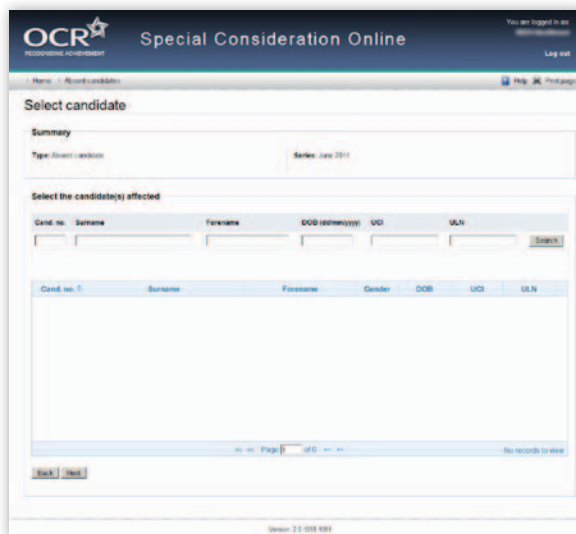 You are logged in as:
OCR
RECOGNISING ACHIEVEMENT
Special Consideration Online
Log out
Home > Absent candidates
Help Print page
Select candidate
Summary
Type: Absent candidate Series: June 2011
Select the candidate(s) affected
Cand. no. Surname Forename DOB (dd/mm/yyyy) UCI ULN
Search
Cand. no. Surname Forename Gender DOB UCI ULN
Page of 0 No records to view
Back Next